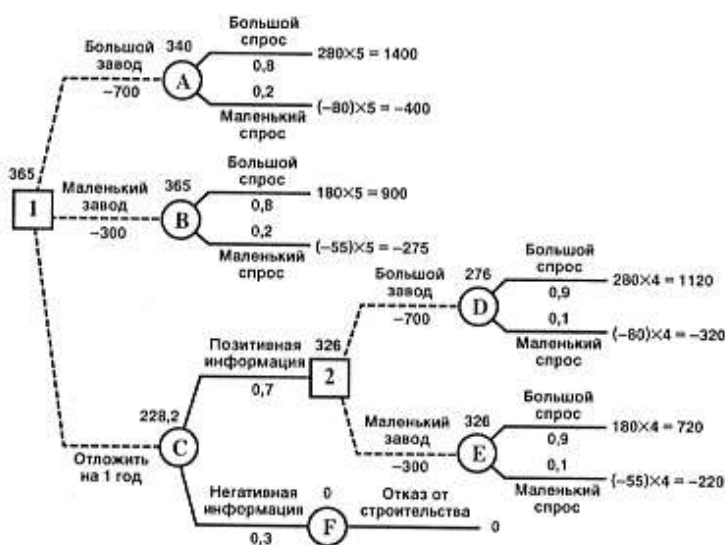 Большой
завод
340
Большой
спрос
280×5 = 1400
0,8
-700
A
0,2
Маленький
спрос
(-80)×5 = -400
365
1
Маленький
завод
365
Большой
спрос
180×5 = 900
0,8
-300
B
0,2
Маленький
спрос
(-55)×5 = -275
Большой
завод
276
Большой
спрос
280×4 = 1120
0,9
-700
D
0,1
Маленький
спрос
(-80)×4 = -320
Позитивная
информация
326
2
0,7
228,2
C
Отложить
на 1 год
Маленький
завод
326
Большой
спрос
180×4 = 720
0,9
-300
E
0,1
Маленький
спрос
(-55)×4 = -220
Негативная
информация
0
Отказ от
строительства
0,3
F
0